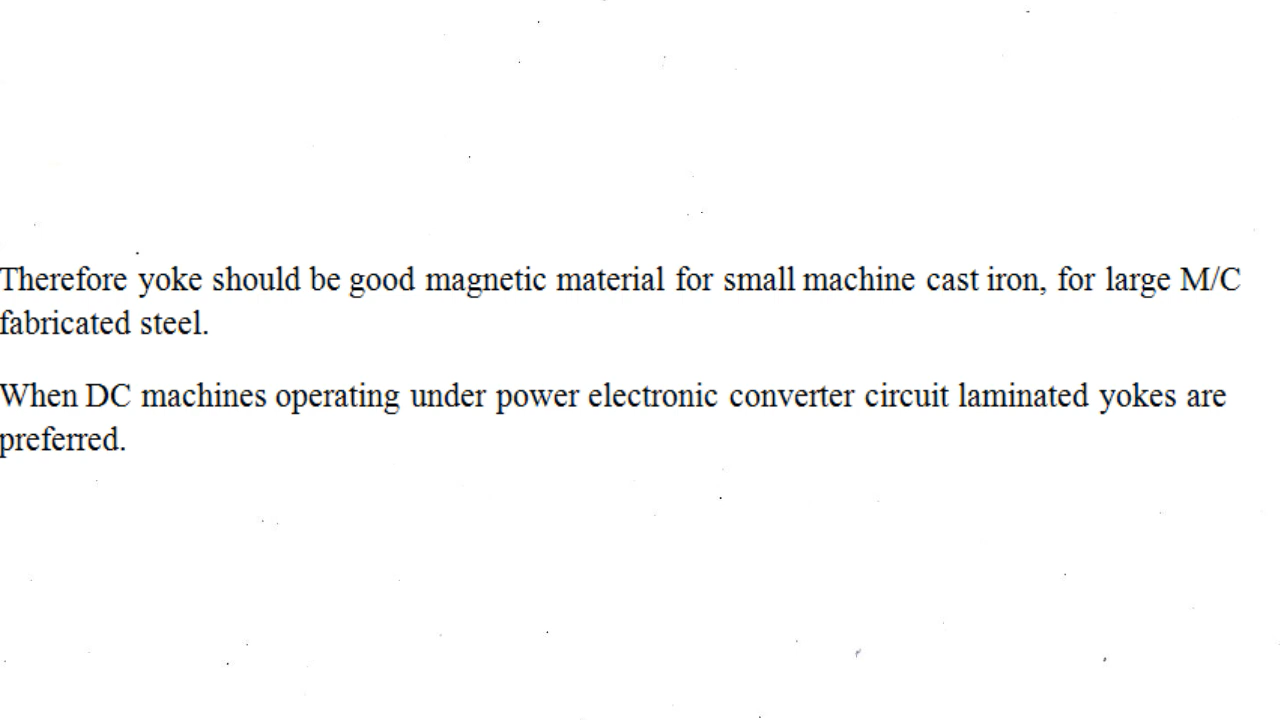 Therefore yoke should be good magnetic material for small machine cast iron, for large M/C
fabricated steel.
When DC machines operating under power electronic converter circuit laminated yokes are
preferred.